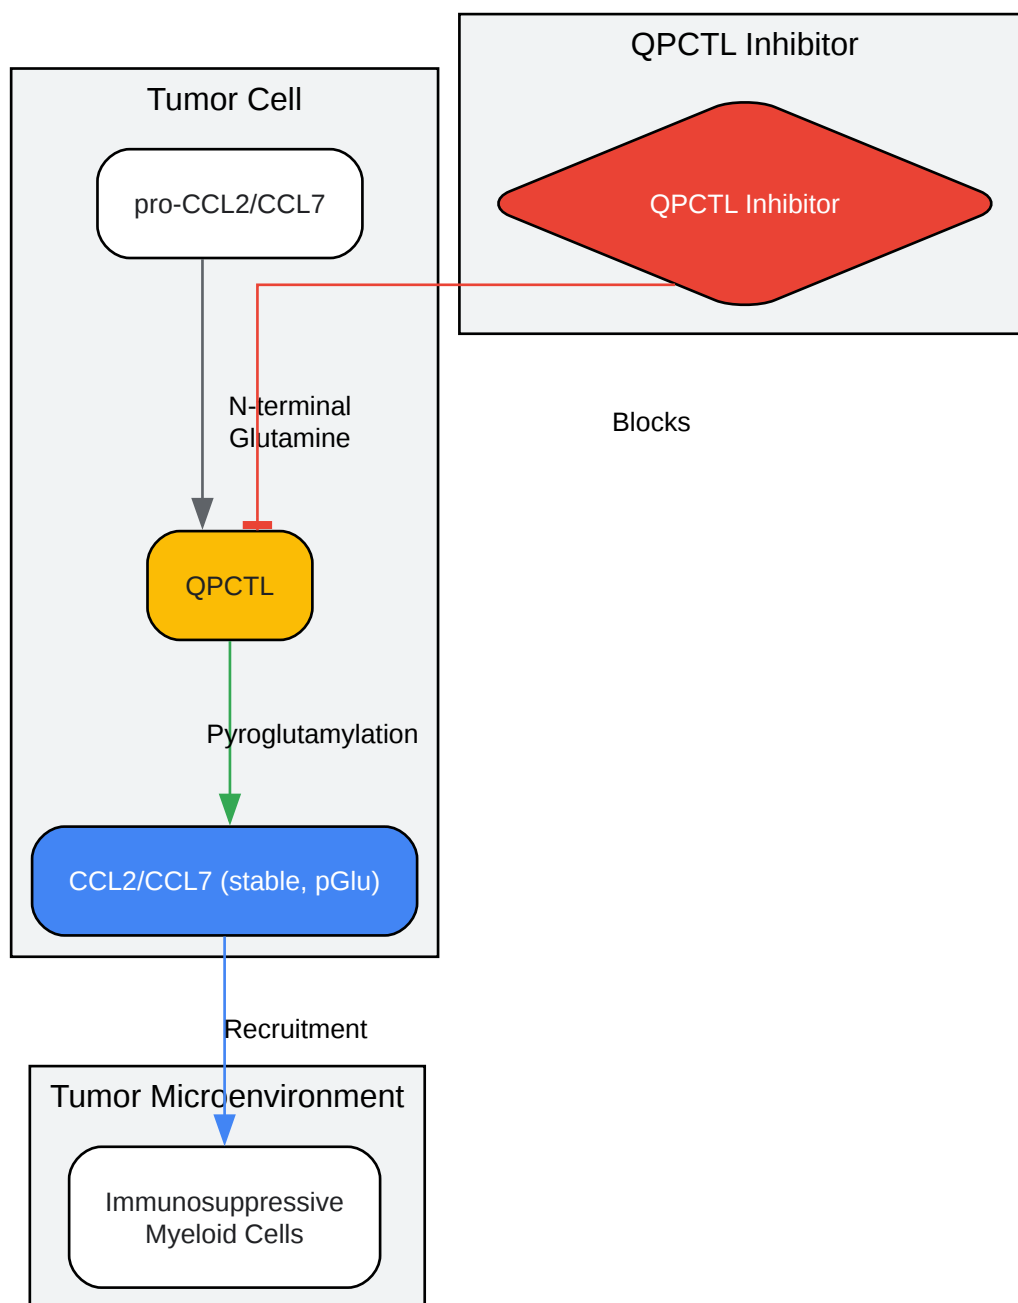 QPCTL Inhibitor
Tumor Cell
pro-CCL2/CCL7
QPCTL Inhibitor
N-terminal
Glutamine
Blocks
QPCTL
Pyroglutamylation
CCL2/CCL7 (stable, pGlu)
Recruitment
Tumor Microenvironment
Immunosuppressive
Myeloid Cells